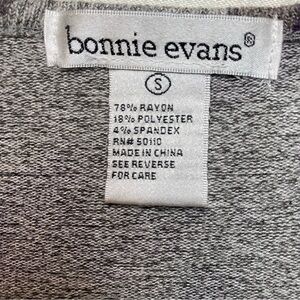 bonnie evans®
S
78% RAYON
18% POLYESTER
4% SPANDEX
RN# 50110
MADE IN CHINA
SEE REVERSE
FOR CARE